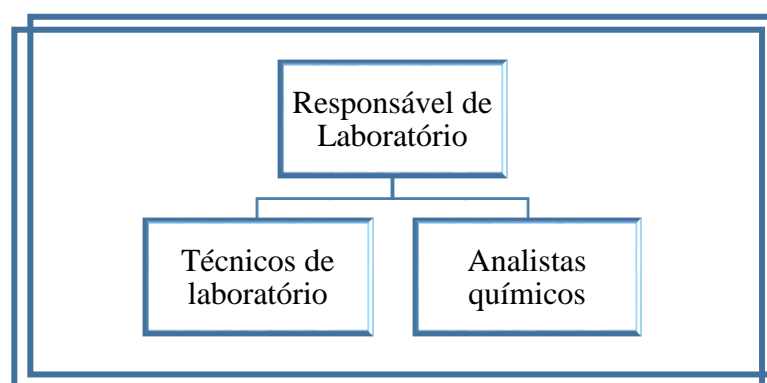 Responsável de
Laboratório
Técnicos de
laboratório
Analistas
químicos